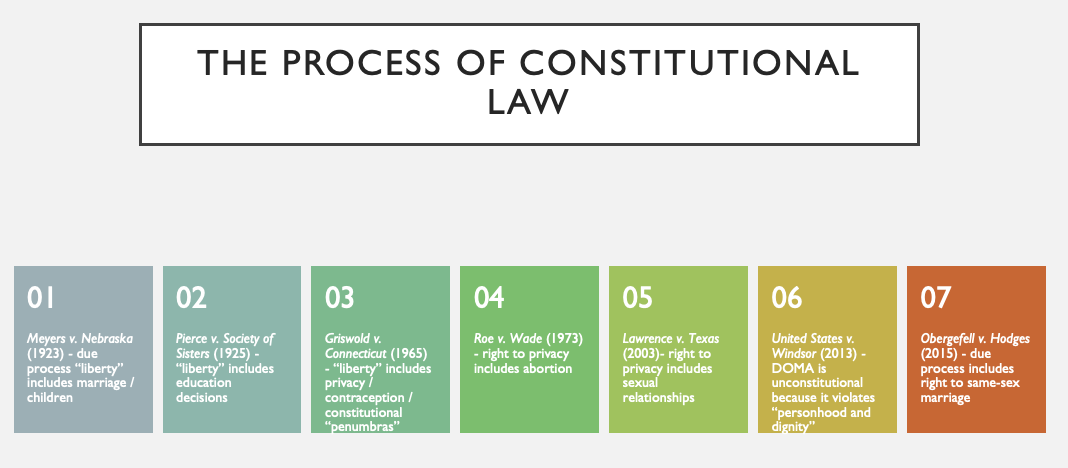 THE PROCESS OF CONSTITUTIONAL
LAW
01
Meyers v. Nebraska
(1923) - due
process “liberty”
includes marriage /
children
02
Pierce v. Society of
Sisters (1925) -
“liberty” includes
education
decisions
03
Griswold v.
Connecticut (1965)
- “liberty” includes
privacy /
contraception /
constitutional
“penumbras”
04
Roe v. Wade (1973)
- right to privacy
includes abortion
05
Lawrence v. Texas
(2003)- right to
privacy includes
sexual
relationships
06
United States v.
Windsor (2013) -
DOMA is
unconstitutional
because it violates
“personhood and
dignity”
07
Obergefell v. Hodges
(2015) - due
process includes
right to same-sex
marriage